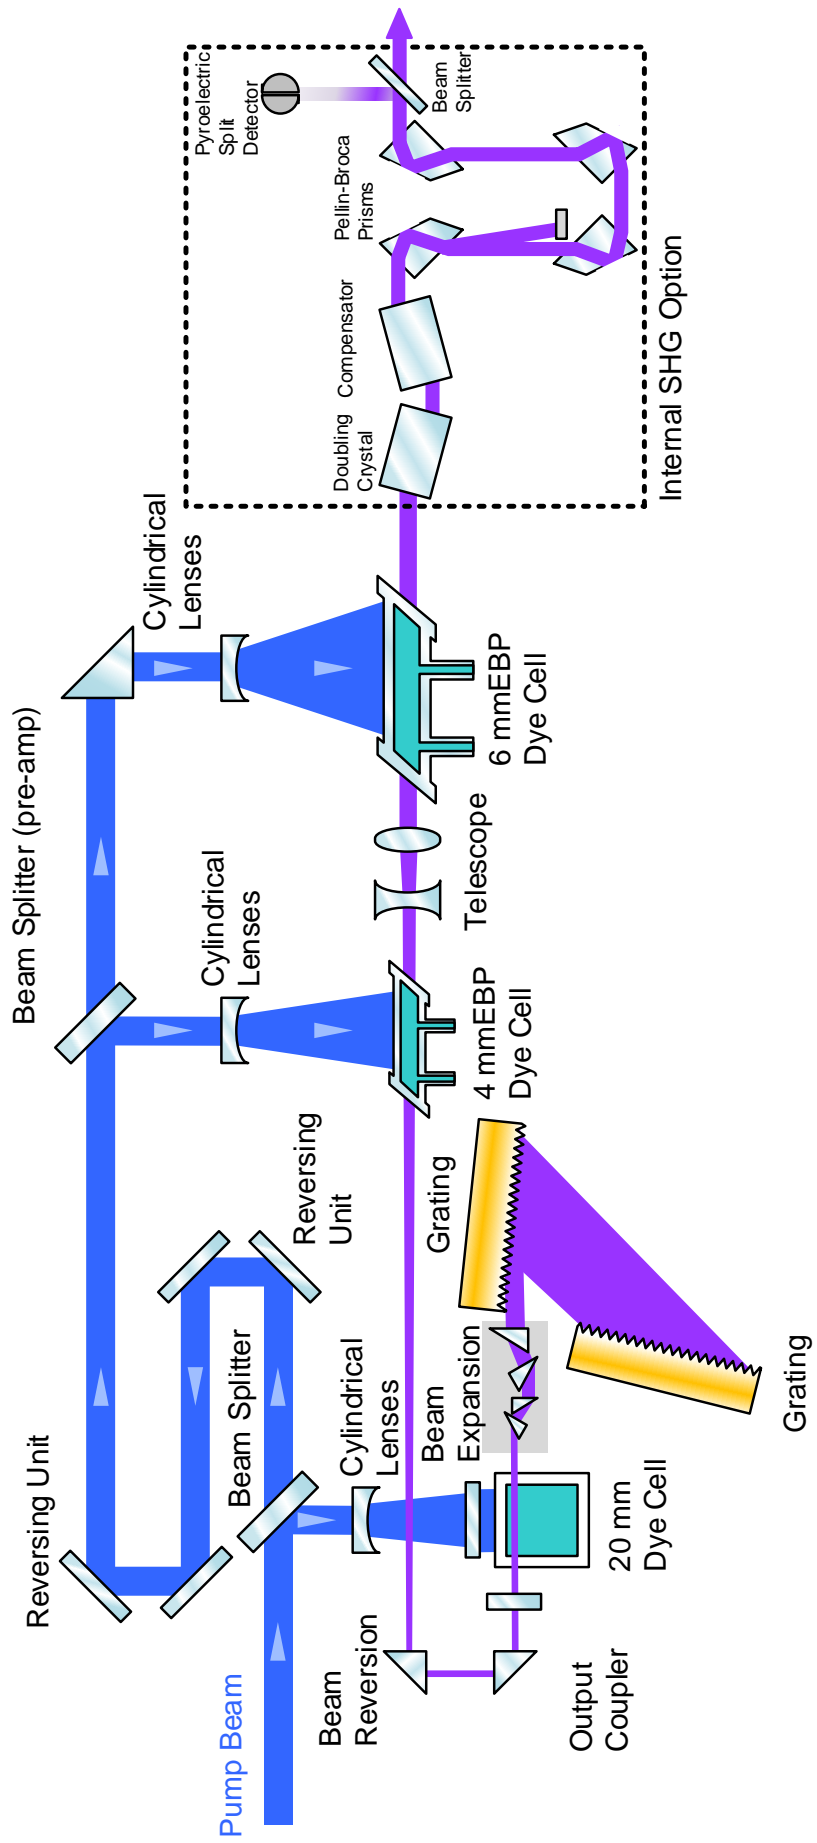 Pump Beam
Reversing Unit
Beam Splitter
Reversing
Unit
Beam Splitter (pre-amp)
Cylindrical
Lenses
Cylindrical
Lenses
Cylindrical
Lenses
Beam
Reversion
Output
Coupler
20 mm
Dye Cell
Beam
Expansion
Grating
Grating
4 mmEBP
Dye Cell
Telescope
6 mmEBP
Dye Cell
Doubling
Crystal
Compensator
Pellin-Broca
Prisms
Pyroelectric
Split
Detector
Beam
Splitter
Internal SHG Option